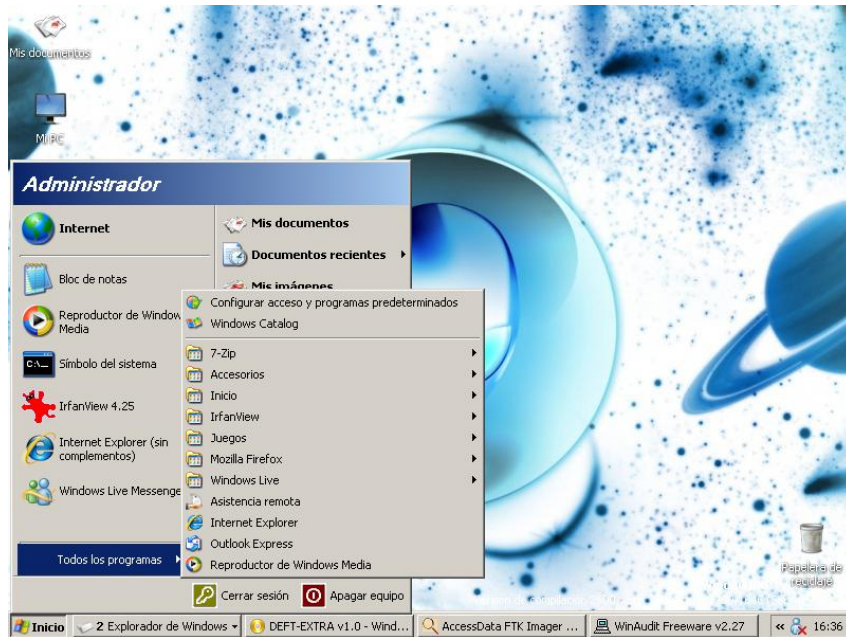 Mis documentos
Mi PC
Administrador
Internet
Mis documentos
Documentos recientes
Mis imágenes
Bloc de notas
Reproductor de Window
Media
Símbolo del sistema
C:\_
IrfanView 4.25
Internet Explorer (sin
complementos)
Windows Live Messenge
Todos los programas
Configurar acceso y programas predeterminados
Windows Catalog
7-Zip
Accesorios
Inicio
IrfanView
Juegos
Mozilla Firefox
Windows Live
Asistencia remota
Internet Explorer
Outlook Express
Reproductor de Windows Media
Cerrar sesión
Apagar equipo
Papelera de
reciclaje
Inicio
2 Explorador de Windows
DEFT-EXTRA v1.0 - Wind...
AccessData FTK Imager ...
WinAudit Freeware v2.27
«
16:36